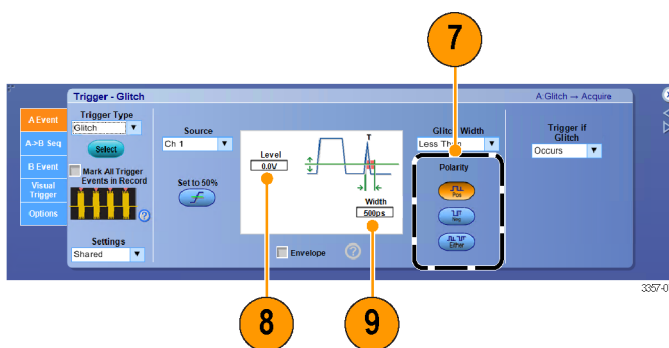 7
Trigger - Glitch
A:Glitch → Acquire
A Event
A->B Seq
B Event
Visual
Trigger
Options
Trigger Type
Glitch
Select
Mark All Trigger
Events in Record
Settings
Shared
Source
Ch 1
Set to 50%
Level
0.0V
T
Width
500ps
Envelope
Glitch Width
Less Than
Polarity
Pos
Neg
Either
Trigger if
Glitch
Occurs
3357-0
8
9